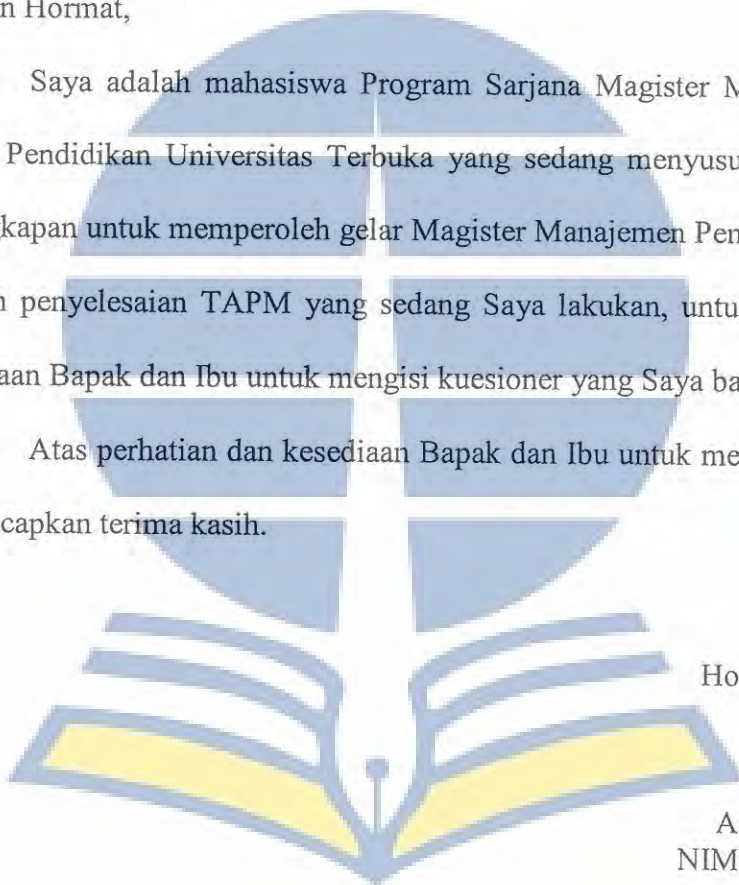 n Hormat,
Saya adalah mahasiswa Program Sarjana Magister M
Pendidikan Universitas Terbuka yang sedang menyusu
kapan untuk memperoleh gelar Magister Manajemen Pen
n penyelesaian TAPM yang sedang Saya lakukan, untu
aan Bapak dan Ibu untuk mengisi kuesioner yang Saya ba
Atas perhatian dan kesediaan Bapak dan Ibu untuk me
capkan terima kasih.
Ho
A
NIM